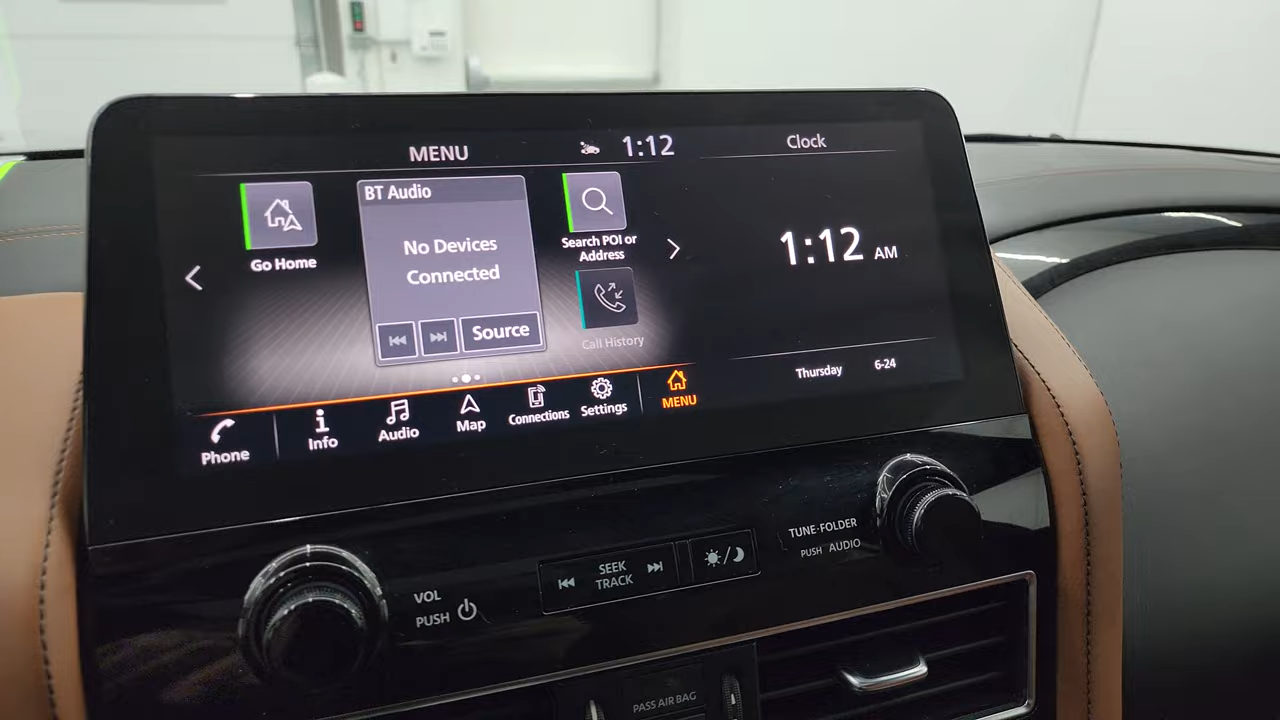 MENU
1:12
Clock
Go Home
BT Audio
No Devices
Connected
Source
Search POI or
Address
Call History
1:12 AM
Thursday 6-24
Phone
Info
Audio
Map
Connections
Settings
MENU
VOL
PUSH
SEEK
TRACK
TUNE·FOLDER
PUSH AUDIO
PASS AIR BAG